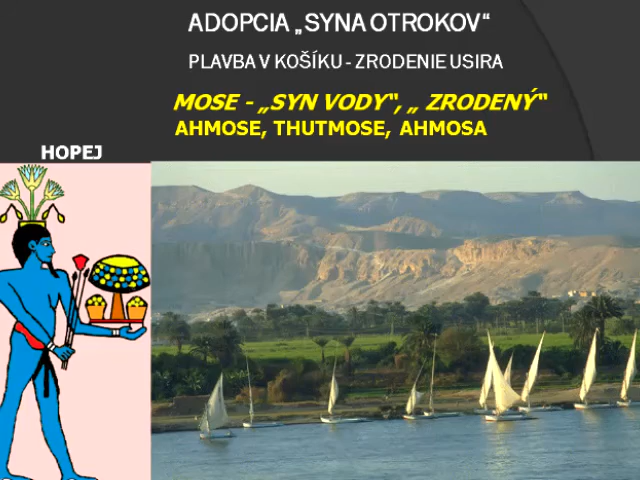 ADOPCIA „SYNA OTROKOV“
PLAVBA V KOŠÍKU - ZRODENIE USIRA
MOSE - „SYN VODY“, „ ZRODENÝ“
AHMOSE, THUTMOSE, AHMOSA
HOPEJ